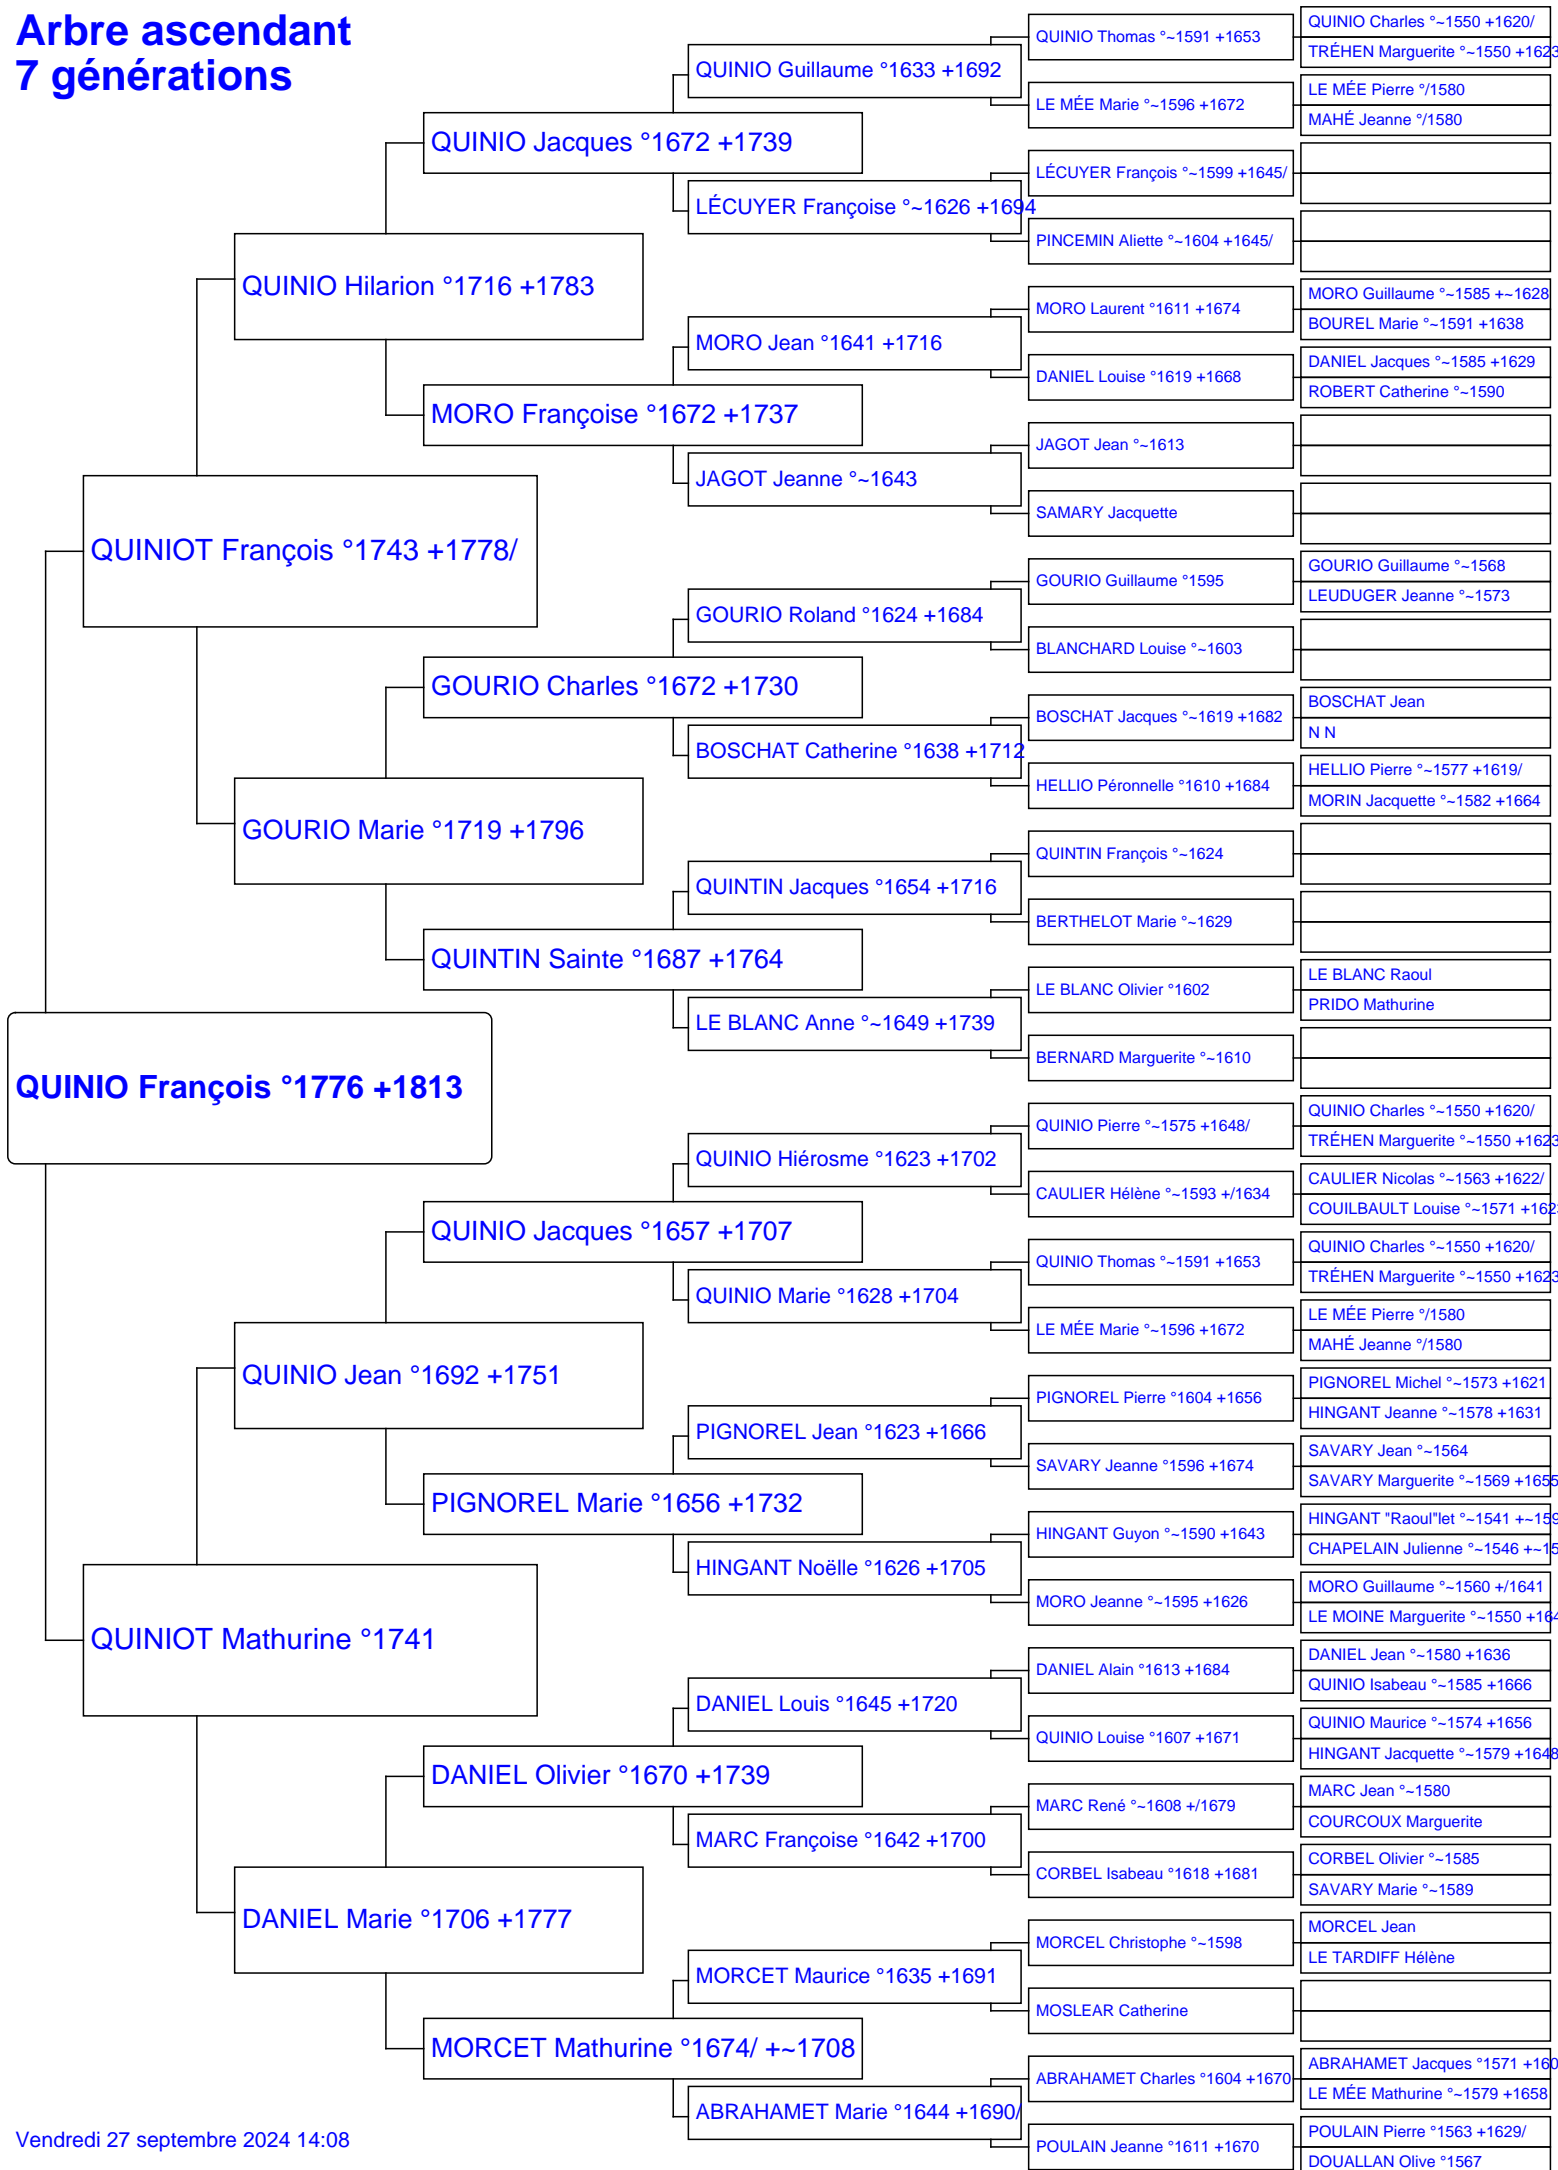 Arbre ascendant
7 générations
QUINIO François °1776 +1813
QUINIOT François °1743 +1778/
QUINIOT Mathurine °1741
QUINIO Hilarion °1716 +1783
GOURIO Marie °1719 +1796
QUINIO Jean °1692 +1751
DANIEL Marie °1706 +1777
QUINIO Jacques °1672 +1739
MORO Françoise °1672 +1737
GOURIO Charles °1672 +1730
QUINTIN Sainte °1687 +1764
QUINIO Jacques °1657 +1707
PIGNOREL Marie °1656 +1732
DANIEL Olivier °1670 +1739
MORCET Mathurine °1674/ +~1708
QUINIO Guillaume °1633 +1692
LÉCUYER Françoise °~1626 +1694
MORO Jean °1641 +1716
JAGOT Jeanne °~1643
GOURIO Roland °1624 +1684
BOSCHAT Catherine °1638 +1712
QUINTIN Jacques °1654 +1716
LE BLANC Anne °~1649 +1739
QUINIO Hiérosme °1623 +1702
QUINIO Marie °1628 +1704
PIGNOREL Jean °1623 +1666
HINGANT Noëlle °1626 +1705
DANIEL Louis °1645 +1720
MARC Françoise °1642 +1700
MORCET Maurice °1635 +1691
ABRAHAMET Marie °1644 +1690/
QUINIO Thomas °~1591 +1653
LE MÉE Marie °~1596 +1672
LÉCUYER François °~1599 +1645/
PINCEMIN Aliette °~1604 +1645/
MORO Laurent °1611 +1674
DANIEL Louise °1619 +1668
JAGOT Jean °~1613
SAMARY Jacquette
GOURIO Guillaume °1595
BLANCHARD Louise °~1603
BOSCHAT Jacques °~1619 +1682
HELLIO Péronnelle °1610 +1684
QUINTIN François °~1624
BERTHELOT Marie °~1629
LE BLANC Olivier °1602
BERNARD Marguerite °~1610
QUINIO Pierre °~1575 +1648/
CAULIER Hélène °~1593 +/1634
QUINIO Thomas °~1591 +1653
LE MÉE Marie °~1596 +1672
PIGNOREL Pierre °1604 +1656
SAVARY Jeanne °1596 +1674
HINGANT Guyon °~1590 +1643
MORO Jeanne °~1595 +1626
DANIEL Alain °1613 +1684
QUINIO Louise °1607 +1671
MARC René °~1608 +/1679
CORBEL Isabeau °1618 +1681
MORCEL Christophe °~1598
MOSLEAR Catherine
ABRAHAMET Charles °1604 +1670
POULAIN Jeanne °1611 +1670
QUINIO Charles °~1550 +1620/
TRÉHEN Marguerite °~1550 +1623
LE MÉE Pierre °/1580
MAHÉ Jeanne °/1580
MORO Guillaume °~1585 +~1628
BOUREL Marie °~1591 +1638
DANIEL Jacques °~1585 +1629
ROBERT Catherine °~1590
GOURIO Guillaume °~1568
LEUDUGER Jeanne °~1573
BOSCHAT Jean
N N
HELLIO Pierre °~1577 +1619/
MORIN Jacquette °~1582 +1664
LE BLANC Raoul
PRIDO Mathurine
QUINIO Charles °~1550 +1620/
TRÉHEN Marguerite °~1550 +1623
CAULIER Nicolas °~1563 +1622/
COUILBAULT Louise °~1571 +162
QUINIO Charles °~1550 +1620/
TRÉHEN Marguerite °~1550 +1623
LE MÉE Pierre °/1580
MAHÉ Jeanne °/1580
PIGNOREL Michel °~1573 +1621
HINGANT Jeanne °~1578 +1631
SAVARY Jean °~1564
SAVARY Marguerite °~1569 +1655
HINGANT "Raoul"let °~1541 +~159
CHAPELAIN Julienne °~1546 +~15
MORO Guillaume °~1560 +/1641
LE MOINE Marguerite °~1550 +164
DANIEL Jean °~1580 +1636
QUINIO Isabeau °~1585 +1666
QUINIO Maurice °~1574 +1656
HINGANT Jacquette °~1579 +1648
MARC Jean °~1580
COURCOUX Marguerite
CORBEL Olivier °~1585
SAVARY Marie °~1589
MORCEL Jean
LE TARDIFF Hélène
ABRAHAMET Jacques °1571 +160
LE MÉE Mathurine °~1579 +1658
POULAIN Pierre °1563 +1629/
DOUALLAN Olive °1567
Vendredi 27 septembre 2024 14:08